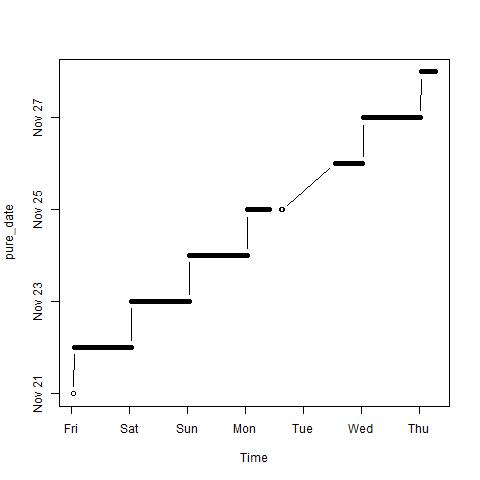 Nov 27
Nov 25
Nov 23
Nov 21
pure_date
Fri Sat Sun Mon Tue Wed Thu
Time